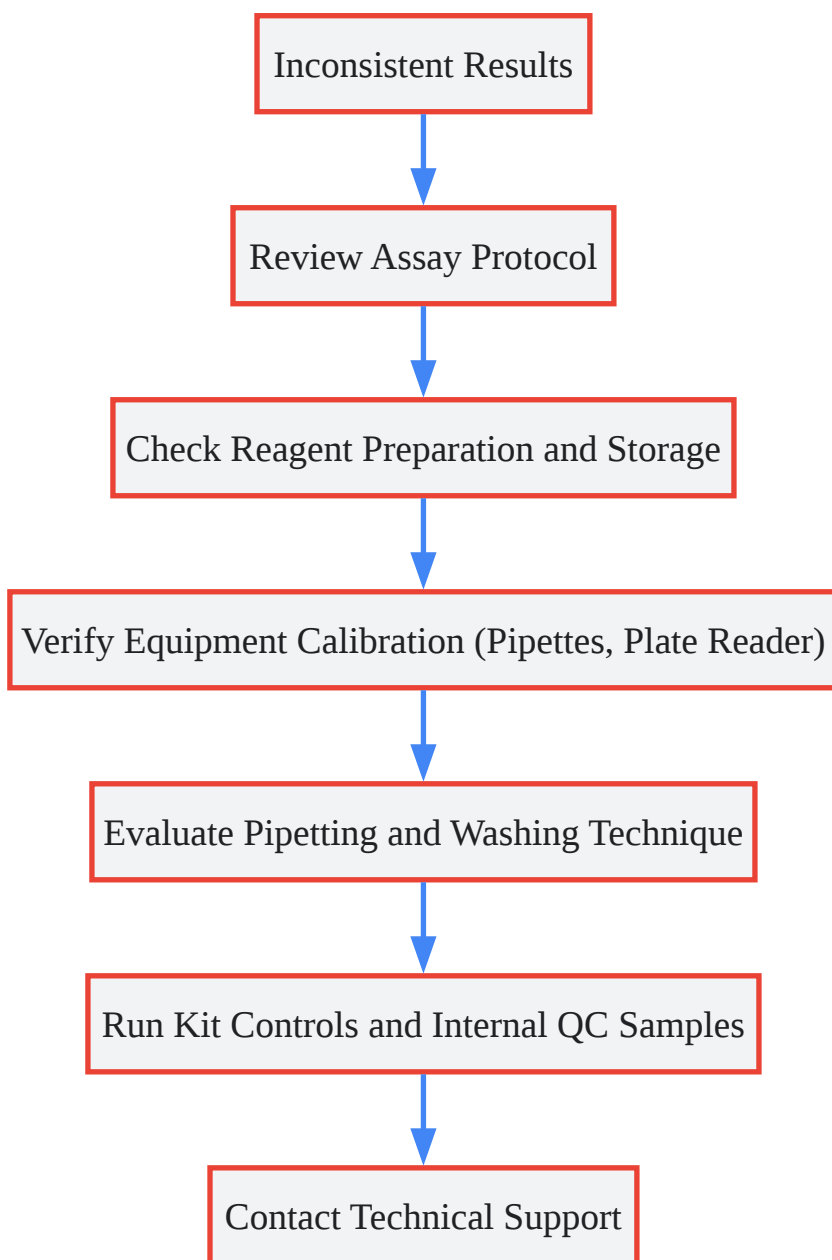 Inconsistent Results
Review Assay Protocol
Check Reagent Preparation and Storage
Verify Equipment Calibration (Pipettes, Plate Reader)
Evaluate Pipetting and Washing Technique
Run Kit Controls and Internal QC Samples
Contact Technical Support